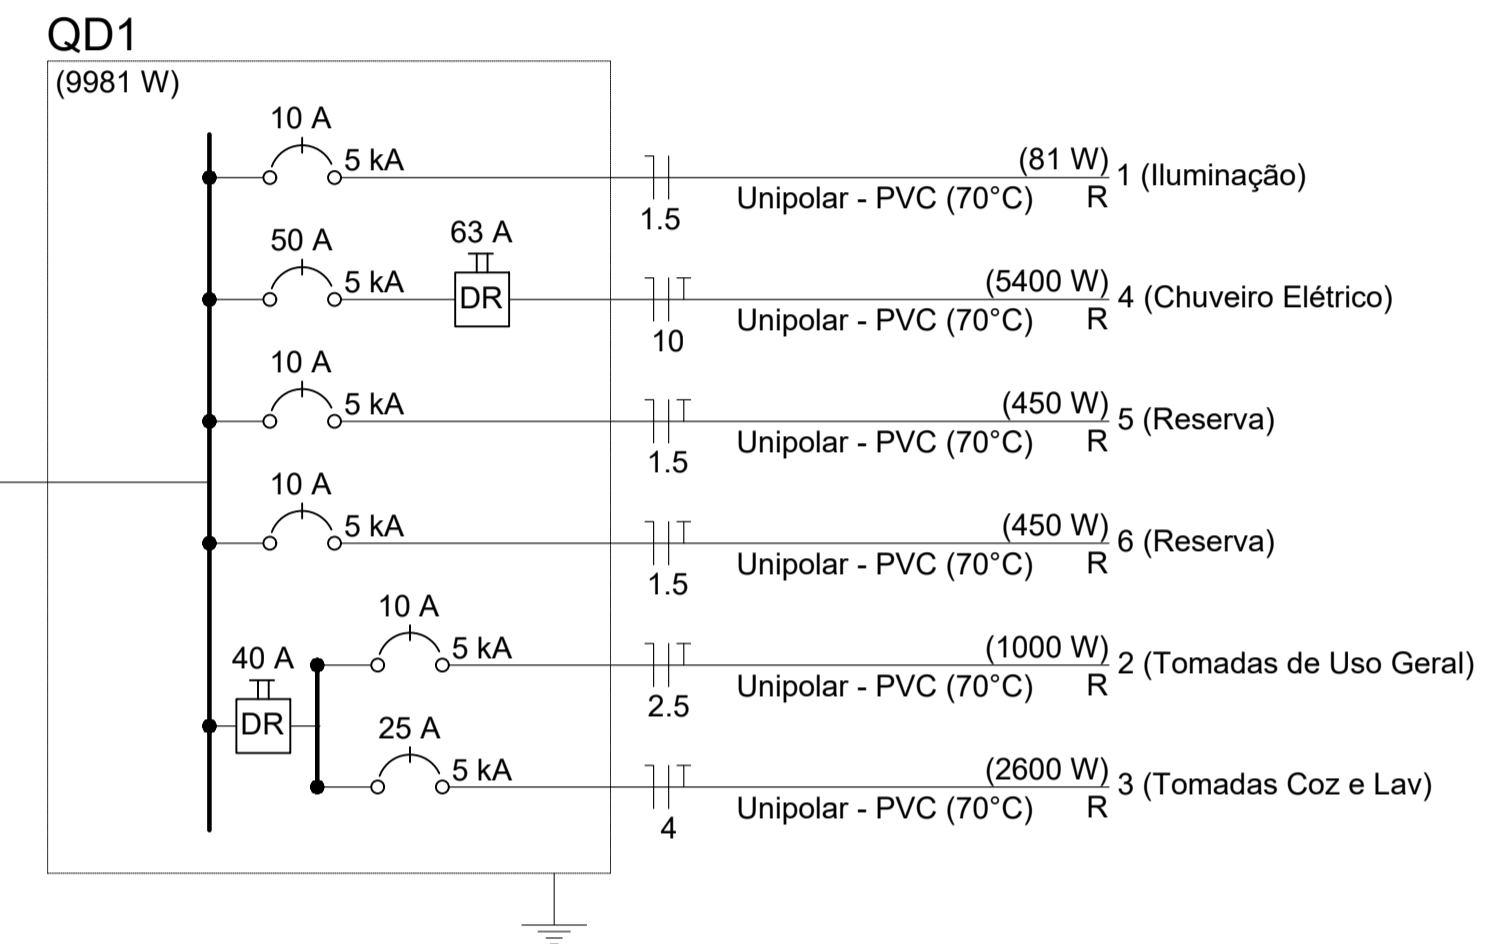 QD1
(9981 W)
10 A
5 kA
(81 W)
1 (Iluminação)
1.5
Unipolar - PVC (70°C)
R
50 A
5 kA
63 A
DR
(5400 W)
4 (Chuveiro Elétrico)
10
Unipolar - PVC (70°C)
R
10 A
5 kA
(450 W)
5 (Reserva)
1.5
Unipolar - PVC (70°C)
R
10 A
5 kA
(450 W)
6 (Reserva)
1.5
Unipolar - PVC (70°C)
R
40 A
DR
10 A
5 kA
(1000 W)
2 (Tomadas de Uso Geral)
2.5
Unipolar - PVC (70°C)
R
25 A
5 kA
(2600 W)
3 (Tomadas Coz e Lav)
4
Unipolar - PVC (70°C)
R